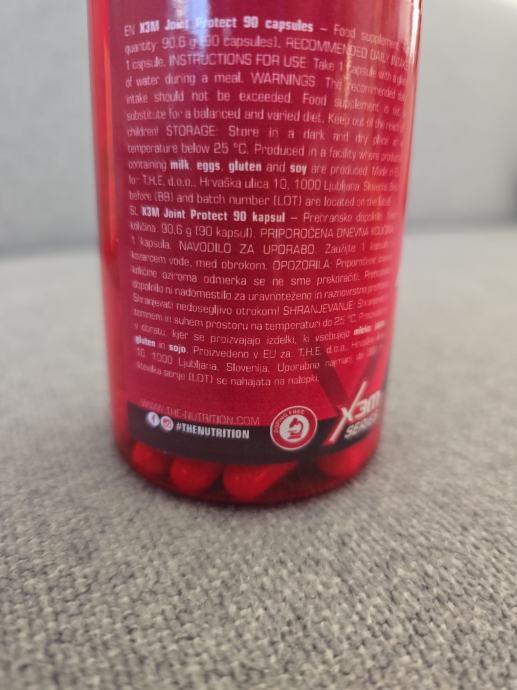 EN X3M Joint Protect 90 capsules – Food supplement
quantity: 90,6 g (90 capsules). RECOMMENDED DAILY
1 capsule. INSTRUCTIONS FOR USE: Take 1 capsule with a
of water during a meal. WARNINGS: The recommended
intake should not be exceeded. Food supplement is
substitute for a balanced and varied diet. Keep out of the
children! STORAGE: Store in a dark and dry place
temperature below 25 °C. Produced in a facility where
containing milk, eggs, gluten and soy are produced. Made in
for: T.H.E, d.o.o., Hrvaška ulica 10, 1000 Ljubljana, Slovenia.
before (BB) and batch number (LOT) are located on the
SL X3M Joint Protect 90 kapsul – Prehransko dopolnilo.
količina: 90,6 g (90 kapsul). PRIPOROČENA DNEVNA
1 kapsula. NAVODILO ZA UPORABO: Zaužijte 1 kapsulo
kozarcem vode, med obrokom. OPOZORILA: Priporočene
količine oziroma odmerka se ne sme prekoračiti.
dopolnilo ni nadomestilo za uravnoteženo in raznovrstno
Shranjevati nedosegljivo otrokom! SHRANJEVANJE:
temnem in suhem prostoru na temperaturi do 25 °C.
v obratu, kjer se proizvajajo izdelki, ki vsebujejo mleko,
gluten in sojo. Proizvedeno v EU za: T.H.E, d.o.o., Hrvaška
10, 1000 Ljubljana, Slovenija. Uporabno najmanj do
številka serije (LOT) se nahajata na nalepki.
WWW.THE-NUTRITION.COM
#THENUTRITION
DOPING FREE
X3M
SERIES